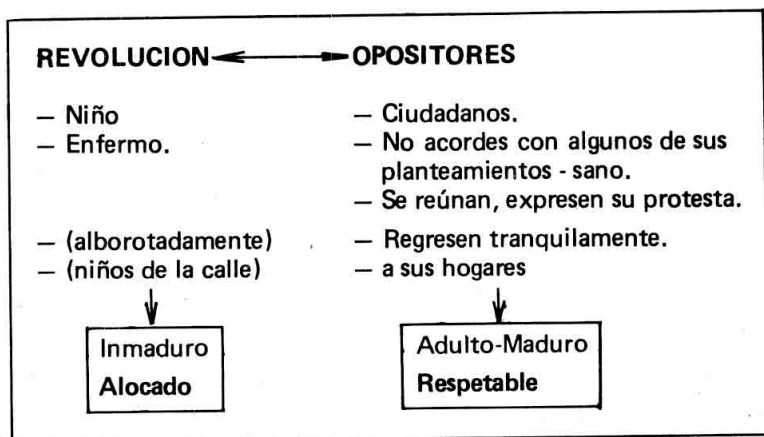 REVOLUCION OPOSITORES
– Niño
– Enfermo.
– (alborotadamente)
– (niños de la calle)
Inmaduro
Alocado
– Ciudadanos.
– No acordes con algunos de sus
planteamientos - sano.
– Se reúnan, expresen su protesta.
– Regresen tranquilamente.
– a sus hogares
Adulto-Maduro
Respetable